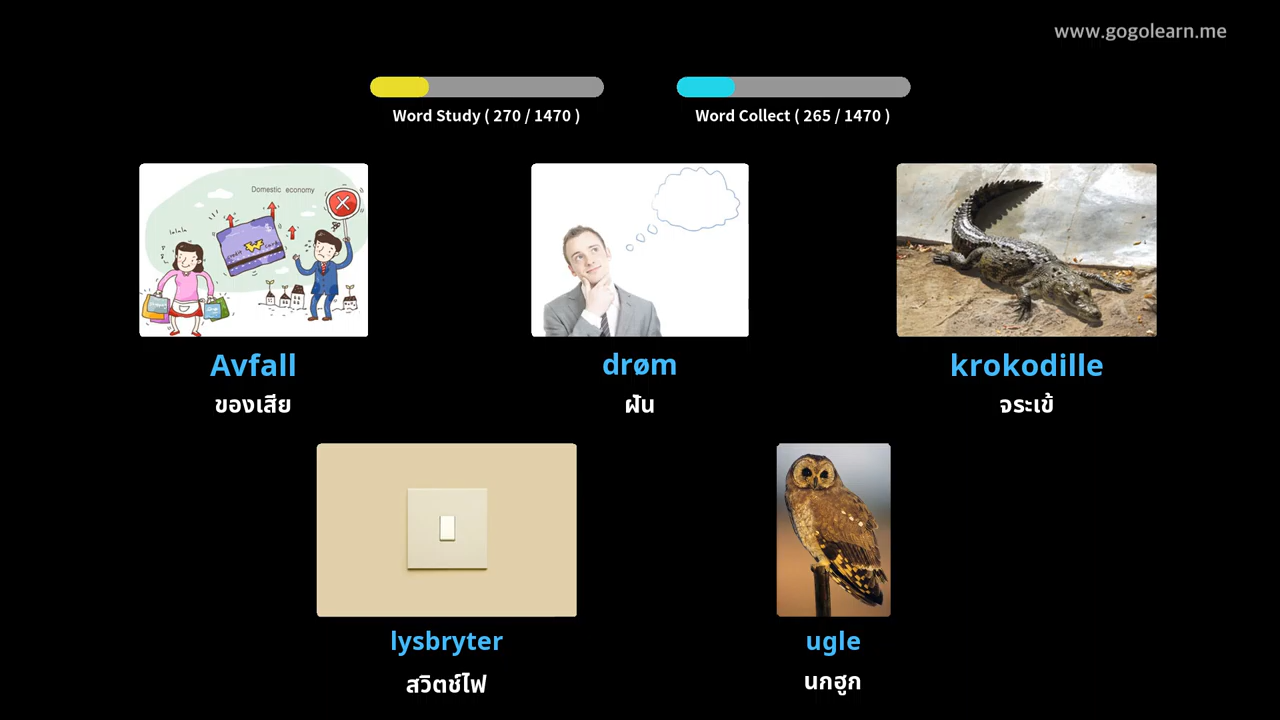 www.gogolearn.me
Word Study ( 270 / 1470 )
Word Collect ( 265 / 1470 )
Domestic economy
lalala
Avfall
drøm
krokodille
ของเสีย
ฝัน
จระเข้
lysbryter
ugle
สวิตช์ไฟ
นกฮูก